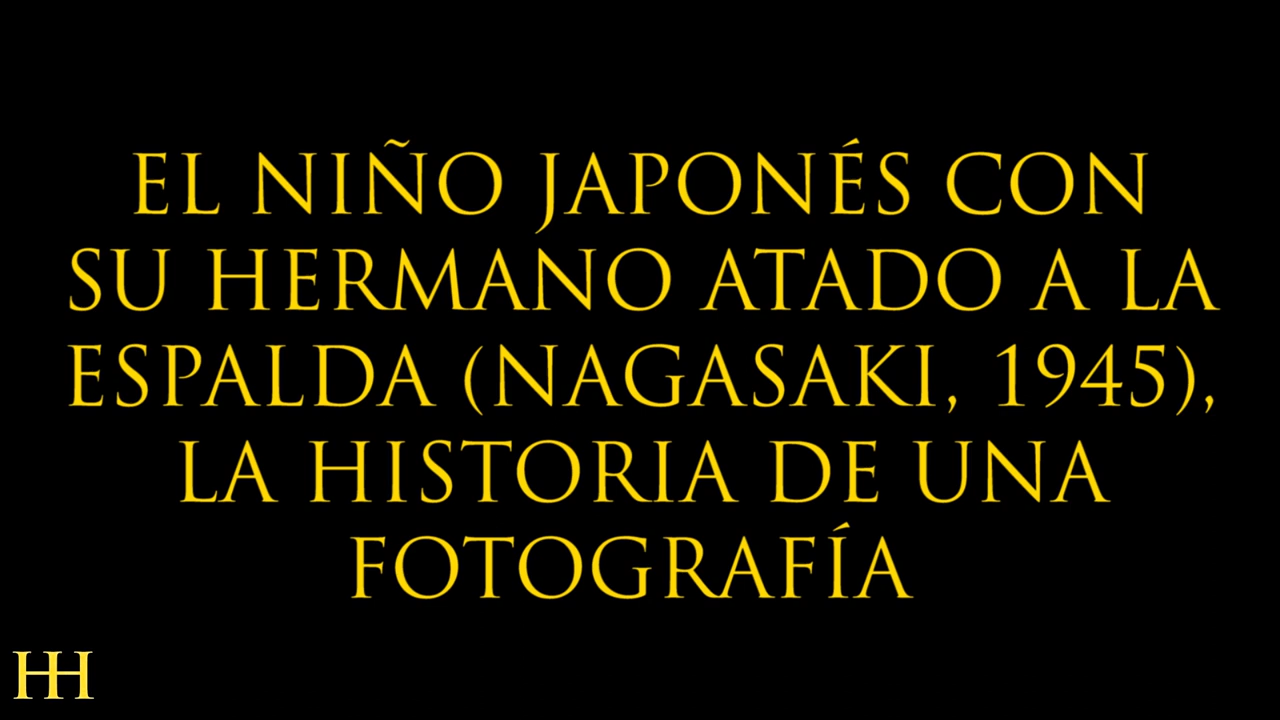 EL NIÑO JAPONÉS CON
SU HERMANO ATADO A LA
ESPALDA (NAGASAKI, 1945),
LA HISTORIA DE UNA
FOTOGRAFÍA
HH